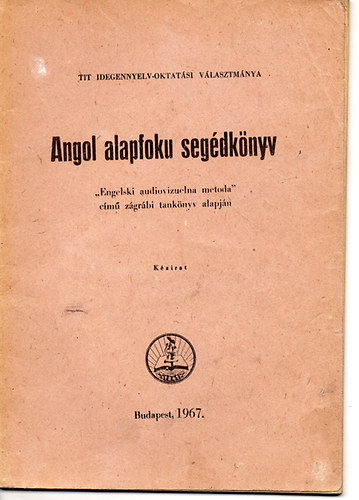 TIT IDEGENNYELV-OKTATÁSI VÁLASZTMÁNYA
Angol alapfoku segédkönyv
„Engelski audiovizuelna metoda”
című zágrábi tankönyv alapján
Kézirat
Budapest, 1967.